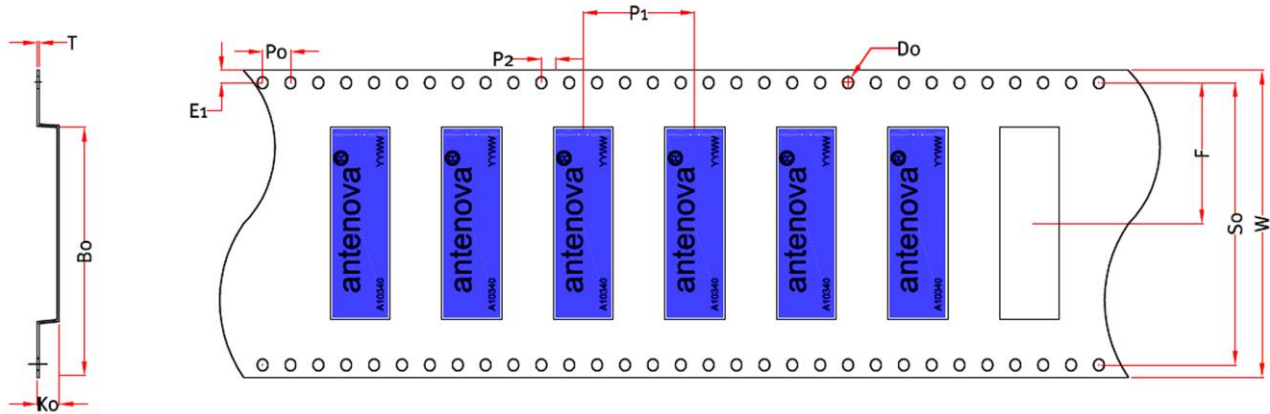 T
Po
P2
P1
Do
E1
F
So
W
Bo
Ko
antenova®
YYWW
A10340
antenova®
YYWW
A10340
antenova®
YYWW
A10340
antenova®
YYWW
A10340
antenova®
YYWW
A10340
antenova®
YYWW
A10340